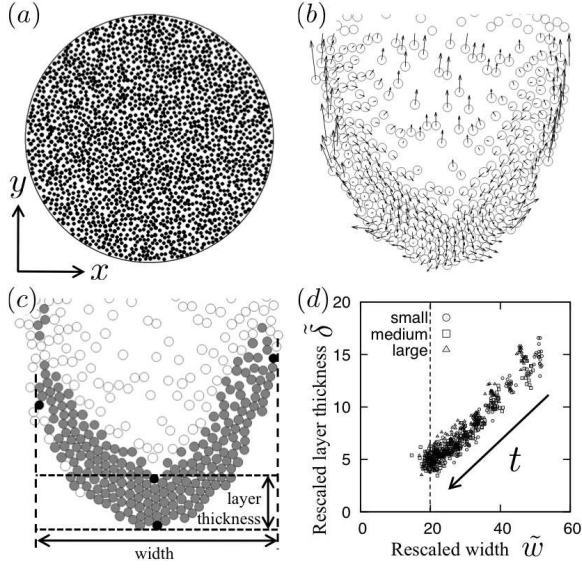 (a)
y
x
(b)
(c)
layer
thickness
width
(d)
20
15
10
5
0
Rescaled layer thickness δ̃
small
medium
large
t
0 20 40 60
Rescaled width w̃